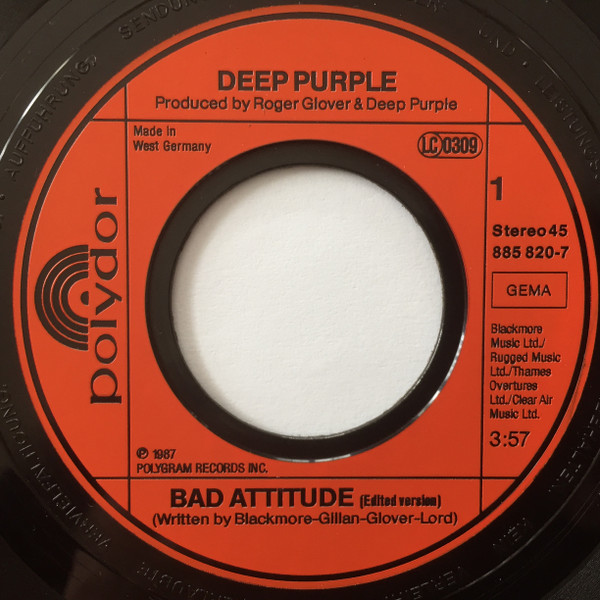 DEEP PURPLE
Produced by Roger Glover & Deep Purple
Made in
West Germany
LC 0309
1
Stereo 45
885 820-7
GEMA
polydor
Blackmore
Music Ltd./
Rugged Music
Ltd./Thames
Overtures
Ltd./Clear Air
Music Ltd.
3:57
℗ 1987
POLYGRAM RECORDS INC.
BAD ATTITUDE (Edited version)
(Written by Blackmore-Gillan-Glover-Lord)
AUFFÜHRUNG,